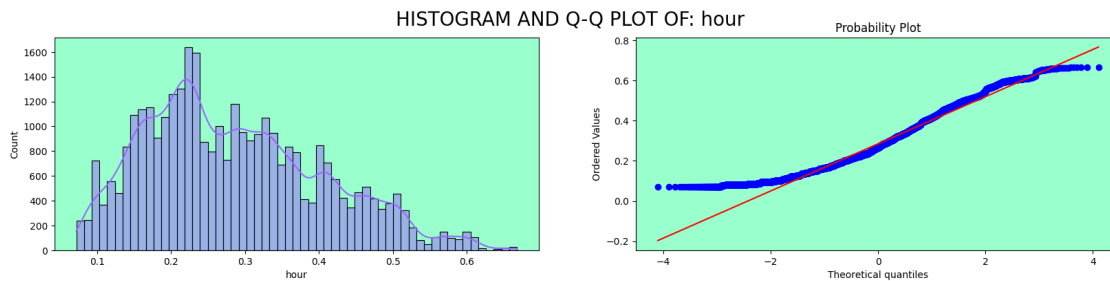 HISTOGRAM AND Q-Q PLOT OF: hour
Count
1600
1400
1200
1000
800
600
400
200
0
0.1 0.2 0.3 0.4 0.5 0.6
hour
Probability Plot
Ordered Values
0.8
0.6
0.4
0.2
0.0
−0.2
−4 −2 0 2 4
Theoretical quantiles